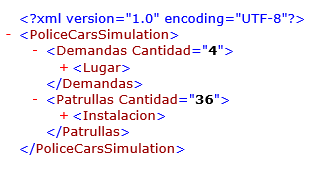 <?xml version="1.0" encoding="UTF-8"?>
- <PoliceCarsSimulation>
- <Demandas Cantidad="4">
+ <Lugar>
</Demandas>
- <Patrullas Cantidad="36">
+ <Instalacion>
</Patrullas>
</PoliceCarsSimulation>